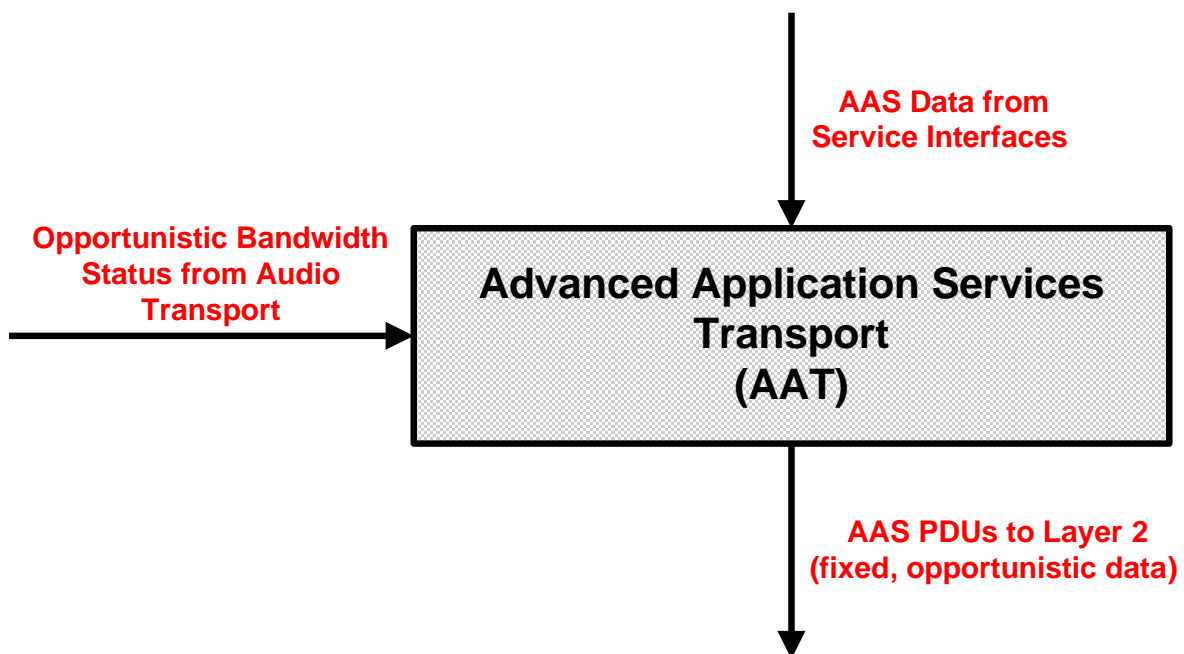 AAS Data from
Service Interfaces
Opportunistic Bandwidth
Status from Audio
Transport
Advanced Application Services
Transport
(AAT)
AAS PDUs to Layer 2
(fixed, opportunistic data)